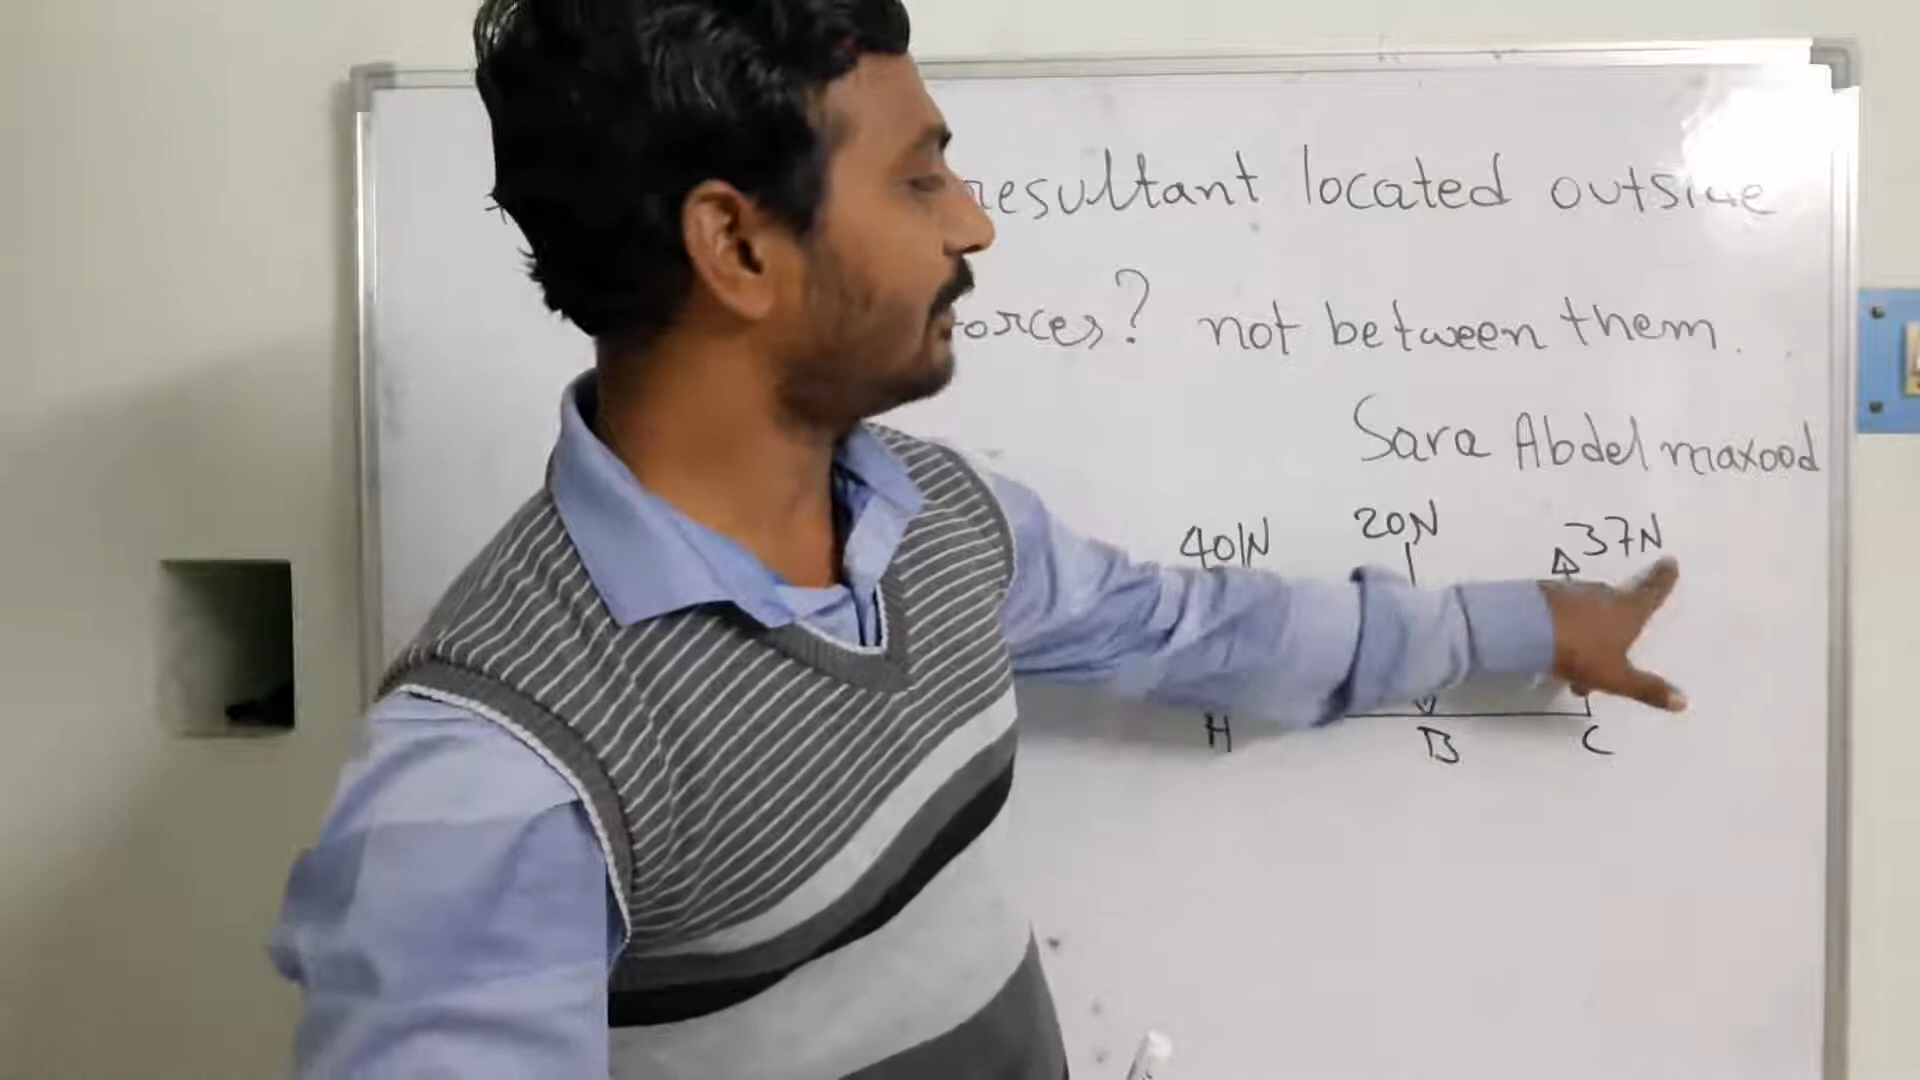 resultant located outside
forces? not between them.
Sara Abdel maxood
40N 20N 37N
A B C